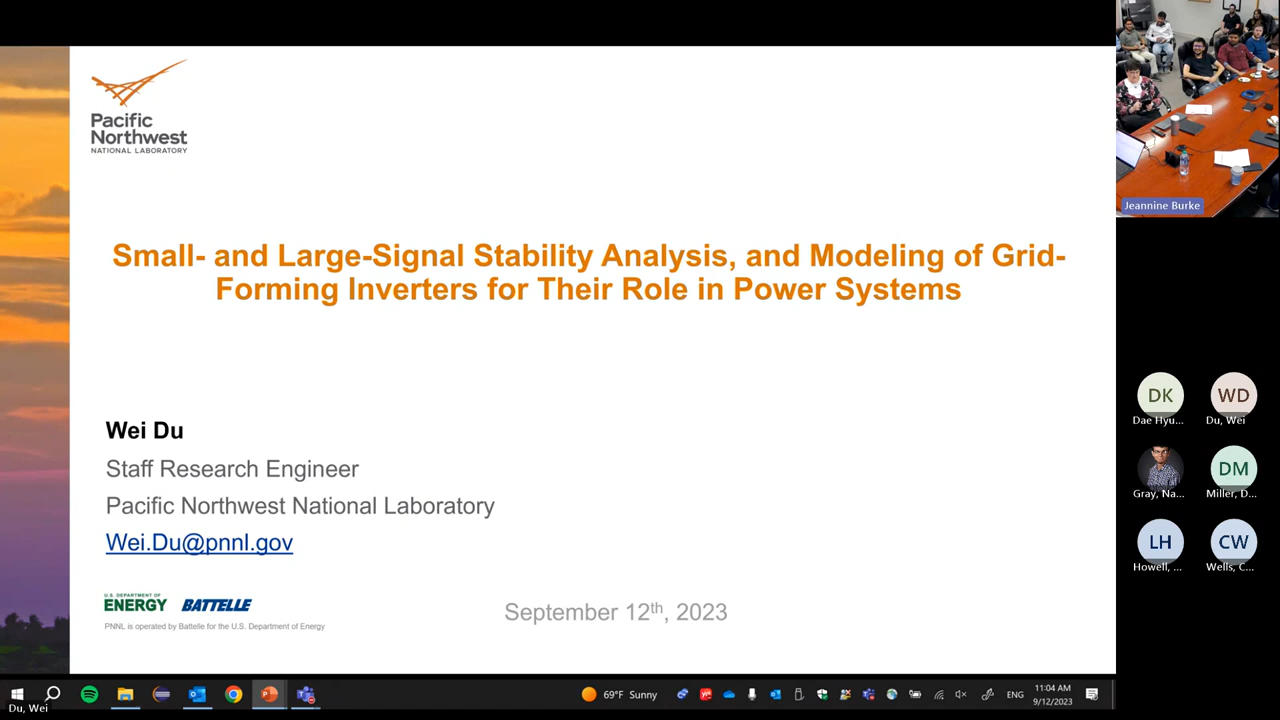 Pacific
Northwest
NATIONAL LABORATORY
Small- and Large-Signal Stability Analysis, and Modeling of Grid-
Forming Inverters for Their Role in Power Systems
Wei Du
Staff Research Engineer
Pacific Northwest National Laboratory
Wei.Du@pnnl.gov
U.S. DEPARTMENT OF
ENERGY BATTELLE
PNNL is operated by Battelle for the U.S. Department of Energy
September 12th, 2023
Jeannine Burke
DK WD
Dae Hyu... Du, Wei
DM
Gray, Na... Miller, D...
LH CW
Howell, ... Wells, C...
69°F Sunny
ENG
11:04 AM
9/12/2023
Du, Wei